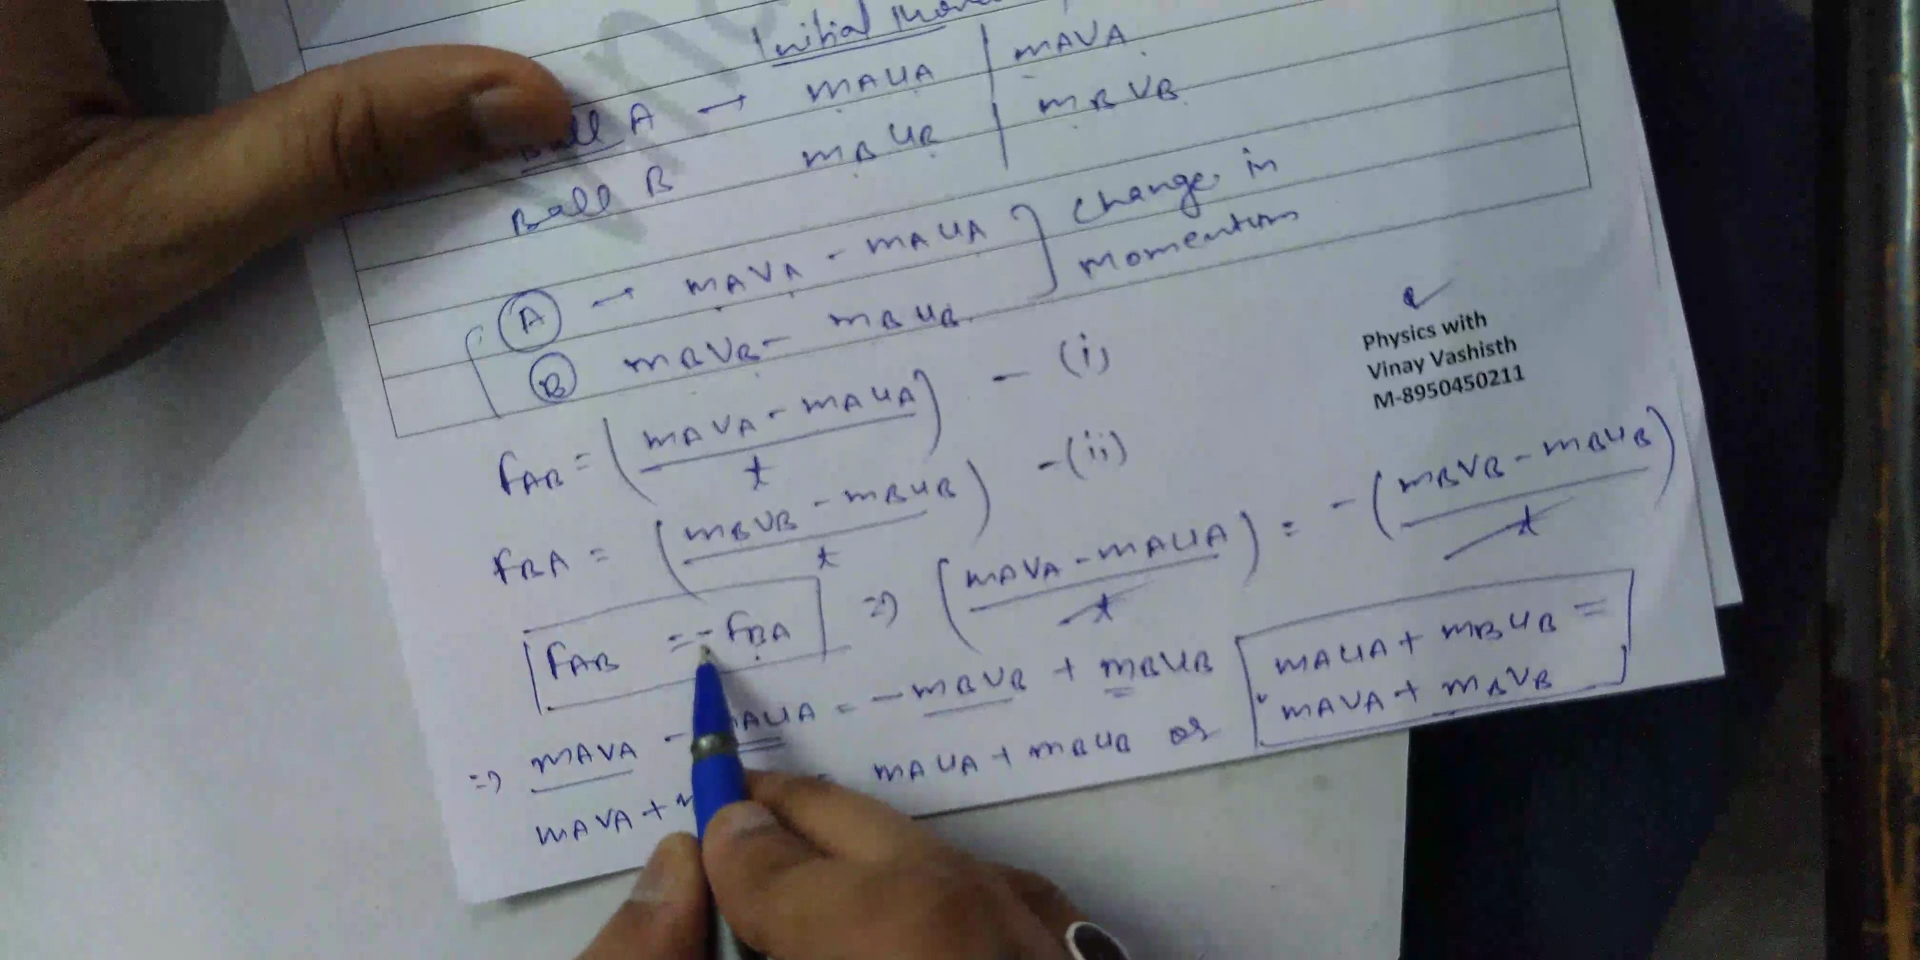 Initial
Ball A → mAuA | mAvA
Ball B mBuB | mBvB
(A) → mAvA - mAuA ] change in
(B) mBvB - mBuB momentum
FAB = (mAvA - mAuA / t) - (i)
FBA = (mBvB - mBuB / t) - (ii)
FAB = - FBA => (mAvA - mAuA / t) = - (mBvB - mBuB / t)
=> mAvA - mAuA = - mBvB + mBuB
mAvA + = mAuA + mBuB or
mAuA + mBuB =
mAvA + mBvB
Physics with
Vinay Vashisth
M-8950450211